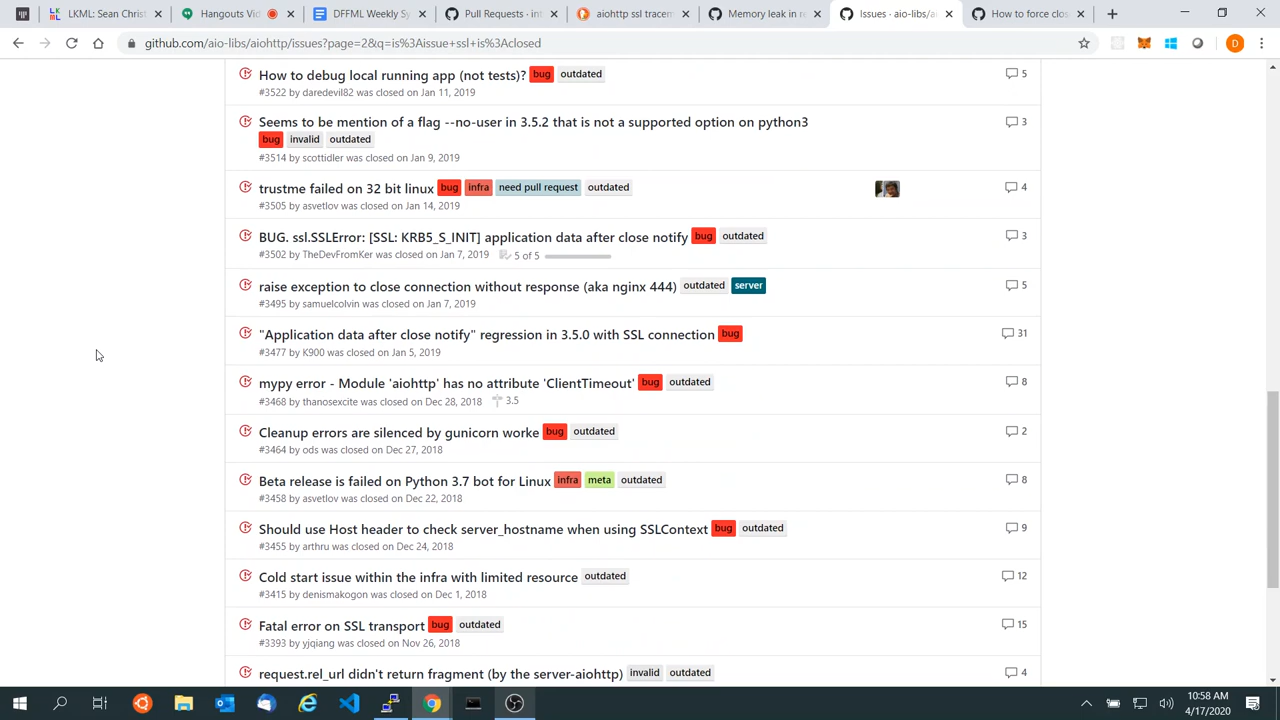 LKML: Sean Christ
Hangouts Vid
DFFML Weekly Sy
Pull Requests · int
aiohttp ssl tracem
Memory leak in re
Issues · aio-libs/a
How to force clos
github.com/aio-libs/aiohttp/issues?page=2&q=is%3Aissue+ssl+is%3Aclosed
D
How to debug local running app (not tests)? bug outdated 5
#3522 by daredevil82 was closed on Jan 11, 2019
Seems to be mention of a flag --no-user in 3.5.2 that is not a supported option on python3 3
bug invalid outdated
#3514 by scottidler was closed on Jan 9, 2019
trustme failed on 32 bit linux bug infra need pull request outdated 4
#3505 by asvetlov was closed on Jan 14, 2019
BUG. ssl.SSLError: [SSL: KRB5_S_INIT] application data after close notify bug outdated 3
#3502 by TheDevFromKer was closed on Jan 7, 2019 5 of 5
raise exception to close connection without response (aka nginx 444) outdated server 5
#3495 by samuelcolvin was closed on Jan 7, 2019
"Application data after close notify" regression in 3.5.0 with SSL connection bug 31
#3477 by K900 was closed on Jan 5, 2019
mypy error - Module 'aiohttp' has no attribute 'ClientTimeout' bug outdated 8
#3468 by thanosexcite was closed on Dec 28, 2018 3.5
Cleanup errors are silenced by gunicorn worke bug outdated 2
#3464 by ods was closed on Dec 27, 2018
Beta release is failed on Python 3.7 bot for Linux infra meta outdated 8
#3458 by asvetlov was closed on Dec 22, 2018
Should use Host header to check server_hostname when using SSLContext bug outdated 9
#3455 by arthru was closed on Dec 24, 2018
Cold start issue within the infra with limited resource outdated 12
#3415 by denismakogon was closed on Dec 1, 2018
Fatal error on SSL transport bug outdated 15
#3393 by yjqiang was closed on Nov 26, 2018
request.rel_url didn't return fragment (by the server-aiohttp) invalid outdated 4
10:58 AM
4/17/2020